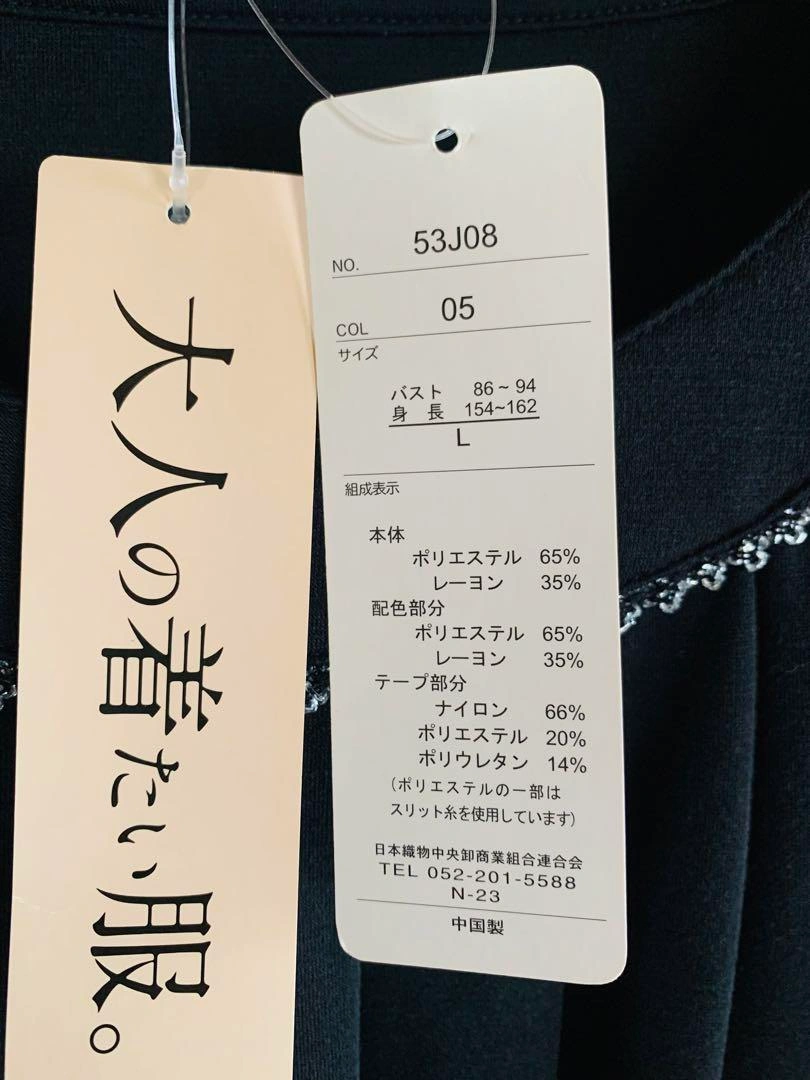 大人の着たい服。
NO. 53J08
COL 05
サイズ
バスト 86~94
身長 154~162
L
組成表示
本体
ポリエステル 65%
レーヨン 35%
配色部分
ポリエステル 65%
レーヨン 35%
テープ部分
ナイロン 66%
ポリエステル 20%
ポリウレタン 14%
(ポリエステルの一部は
スリット糸を使用しています)
日本織物中央卸商業組合連合会
TEL 052-201-5588
N-23
中国製